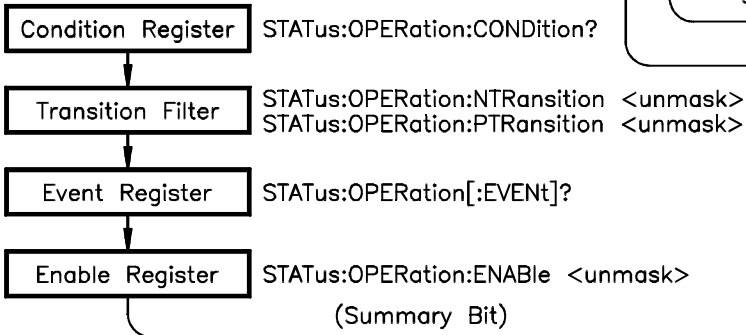 Condition Register STATus:OPERation:CONDition?
Transition Filter STATus:OPERation:NTRansition <unmask>
STATus:OPERation:PTRansition <unmask>
Event Register STATus:OPERation[:EVENt]?
Enable Register STATus:OPERation:ENABle <unmask>
(Summary Bit)